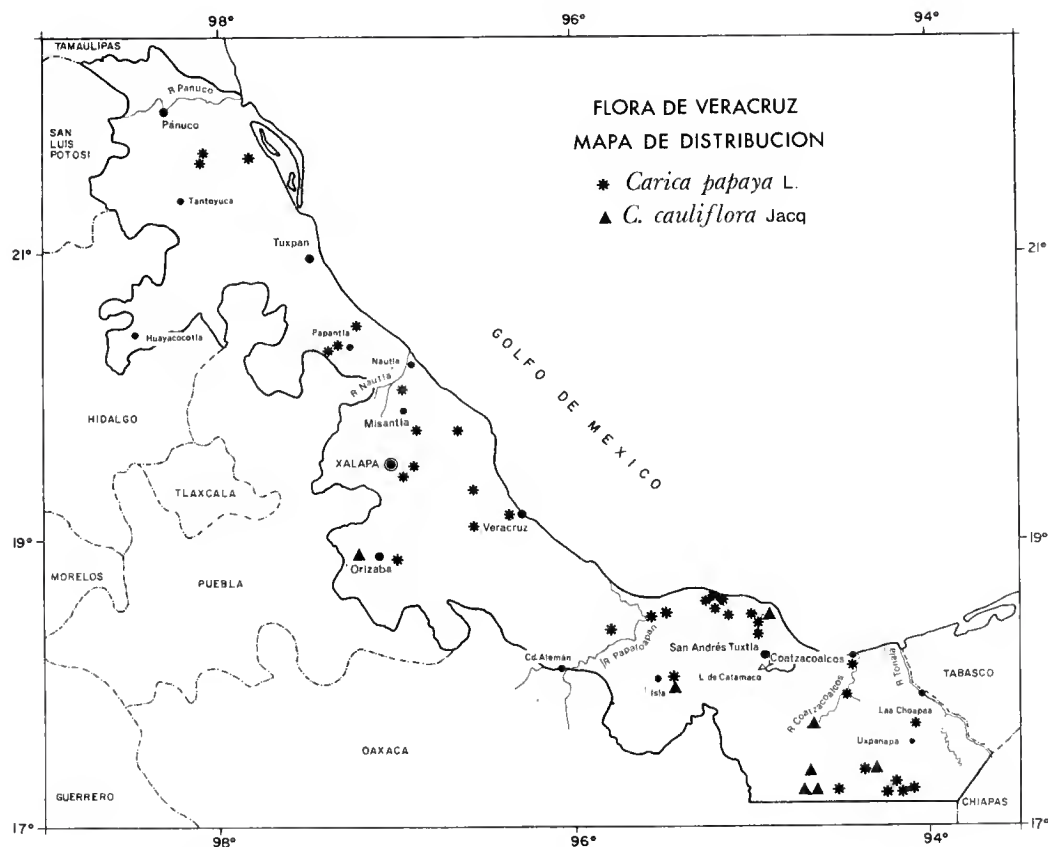 98°
96°
94°
TAMAULIPAS
R Panuco
Pánuco
SAN
LUIS
POTOSI
FLORA DE VERACRUZ
MAPA DE DISTRIBUCION
Carica papaya L.
C. cauliflora Jacq
Tantoyuca
Tuxpan
21°
21°
Huayacocotla
Papantla
Nautla
R Nautla
GOLFO DE MEXICO
Misantla
HIDALGO
XALAPA
TLAXCALA
Veracruz
19°
19°
MORELOS
PUEBLA
Orizaba
R Papaloapan
San Andrés Tuxtla
Coatzacoalcos
Cd. Alemán
L de Catamaco
Isla
R Tonala
TABASCO
R Coatzacoalcos
Las Choapas
Uxpanapa
OAXACA
GUERRERO
CHIAPAS
17°
17°
98°
96°
94°